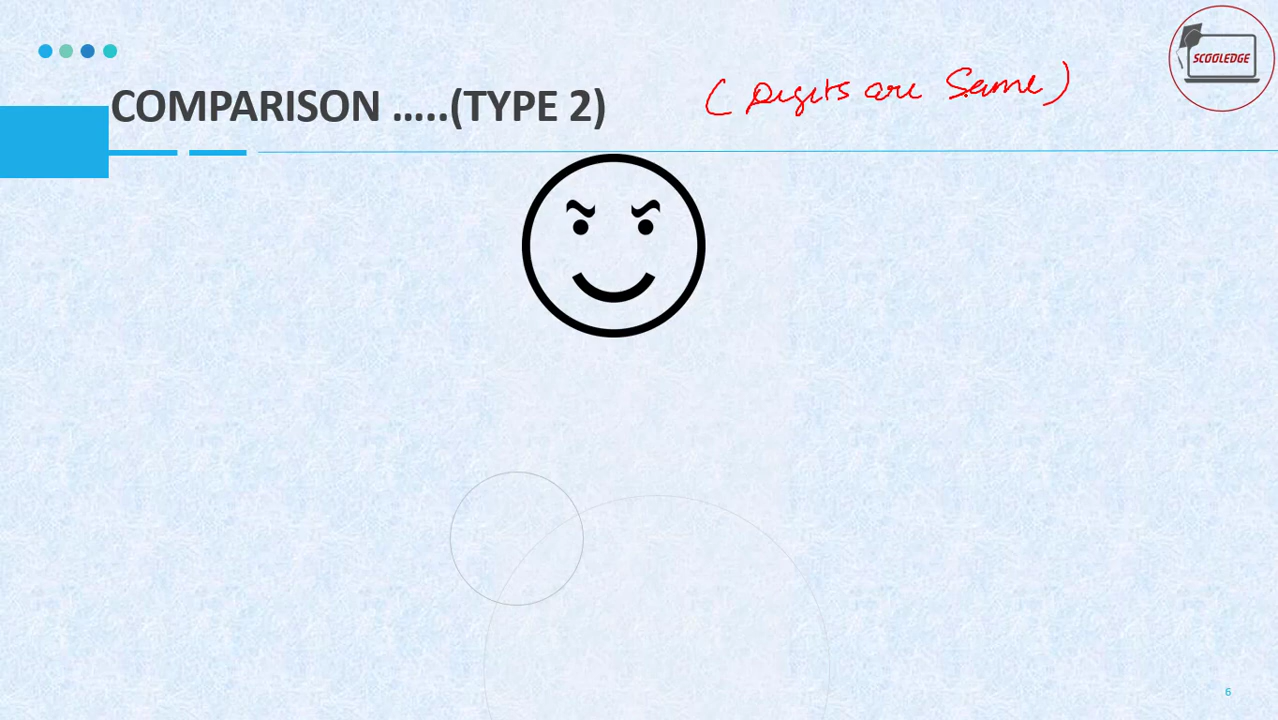 SCOOLEDGE
COMPARISON .....(TYPE 2) (Digits are Same)
6